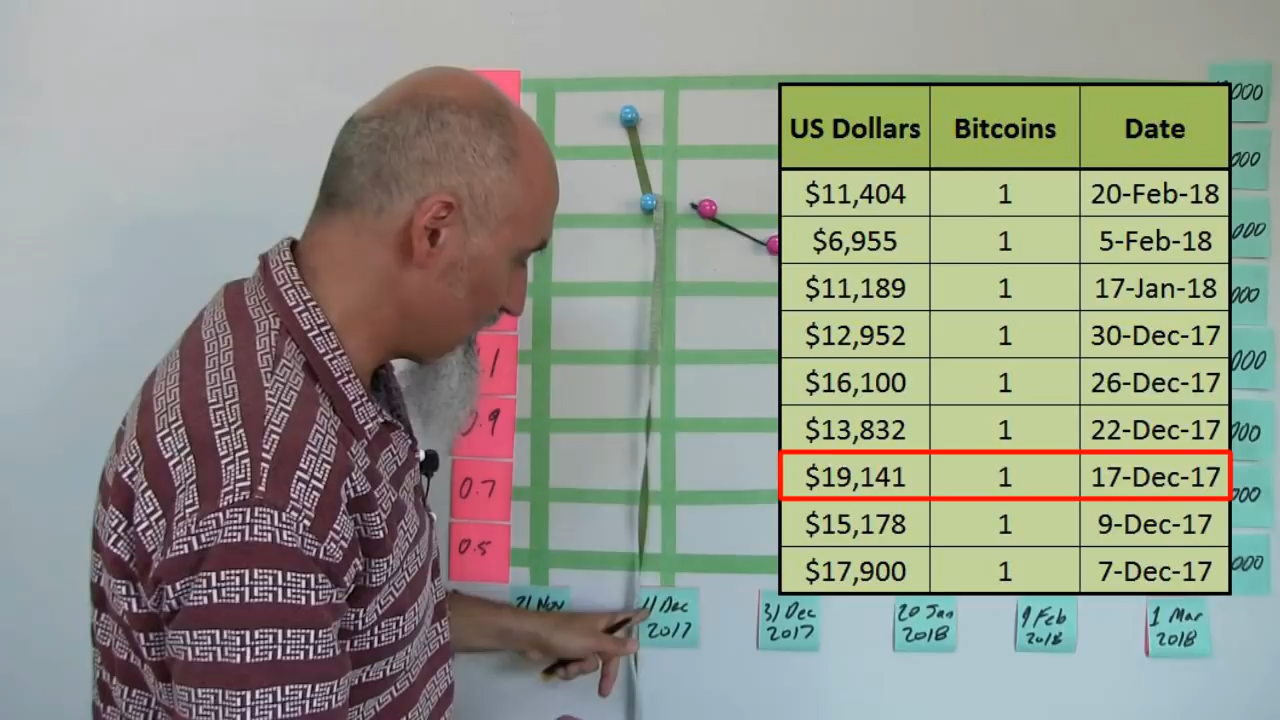 US Dollars Bitcoins Date
$11,404 1 20-Feb-18
$6,955 1 5-Feb-18
$11,189 1 17-Jan-18
$12,952 1 30-Dec-17
$16,100 1 26-Dec-17
$13,832 1 22-Dec-17
$19,141 1 17-Dec-17
$15,178 1 9-Dec-17
$17,900 1 7-Dec-17
0.9
0.7
0.5
21 Nov
11 Dec
2017
31 Dec
2017
20 Jan
2018
9 Feb
2018
1 Mar
2018